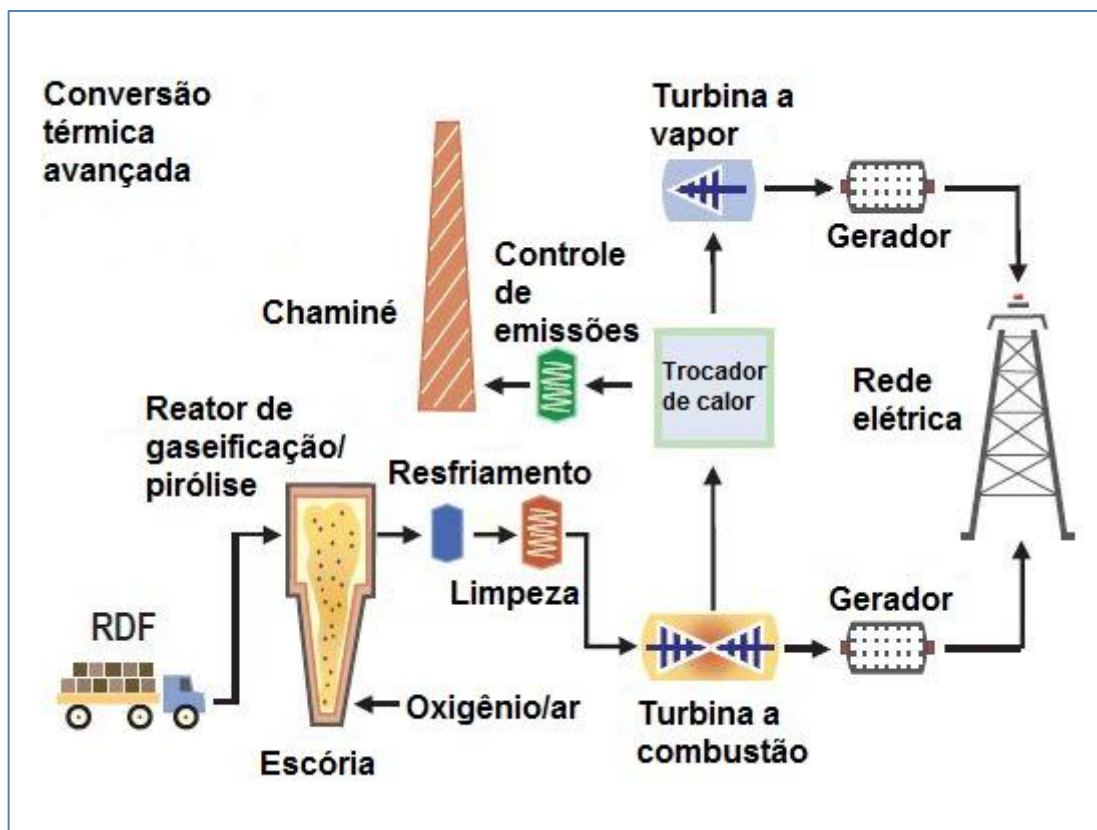 Conversão
térmica
avançada
Turbina a
vapor
Gerador
Controle
de
emissões
Chaminé
Trocador
de calor
Rede
elétrica
Reator de
gaseificação/
pirólise
Resfriamento
Limpeza
RDF
Gerador
Oxigênio/ar
Turbina a
combustão
Escória